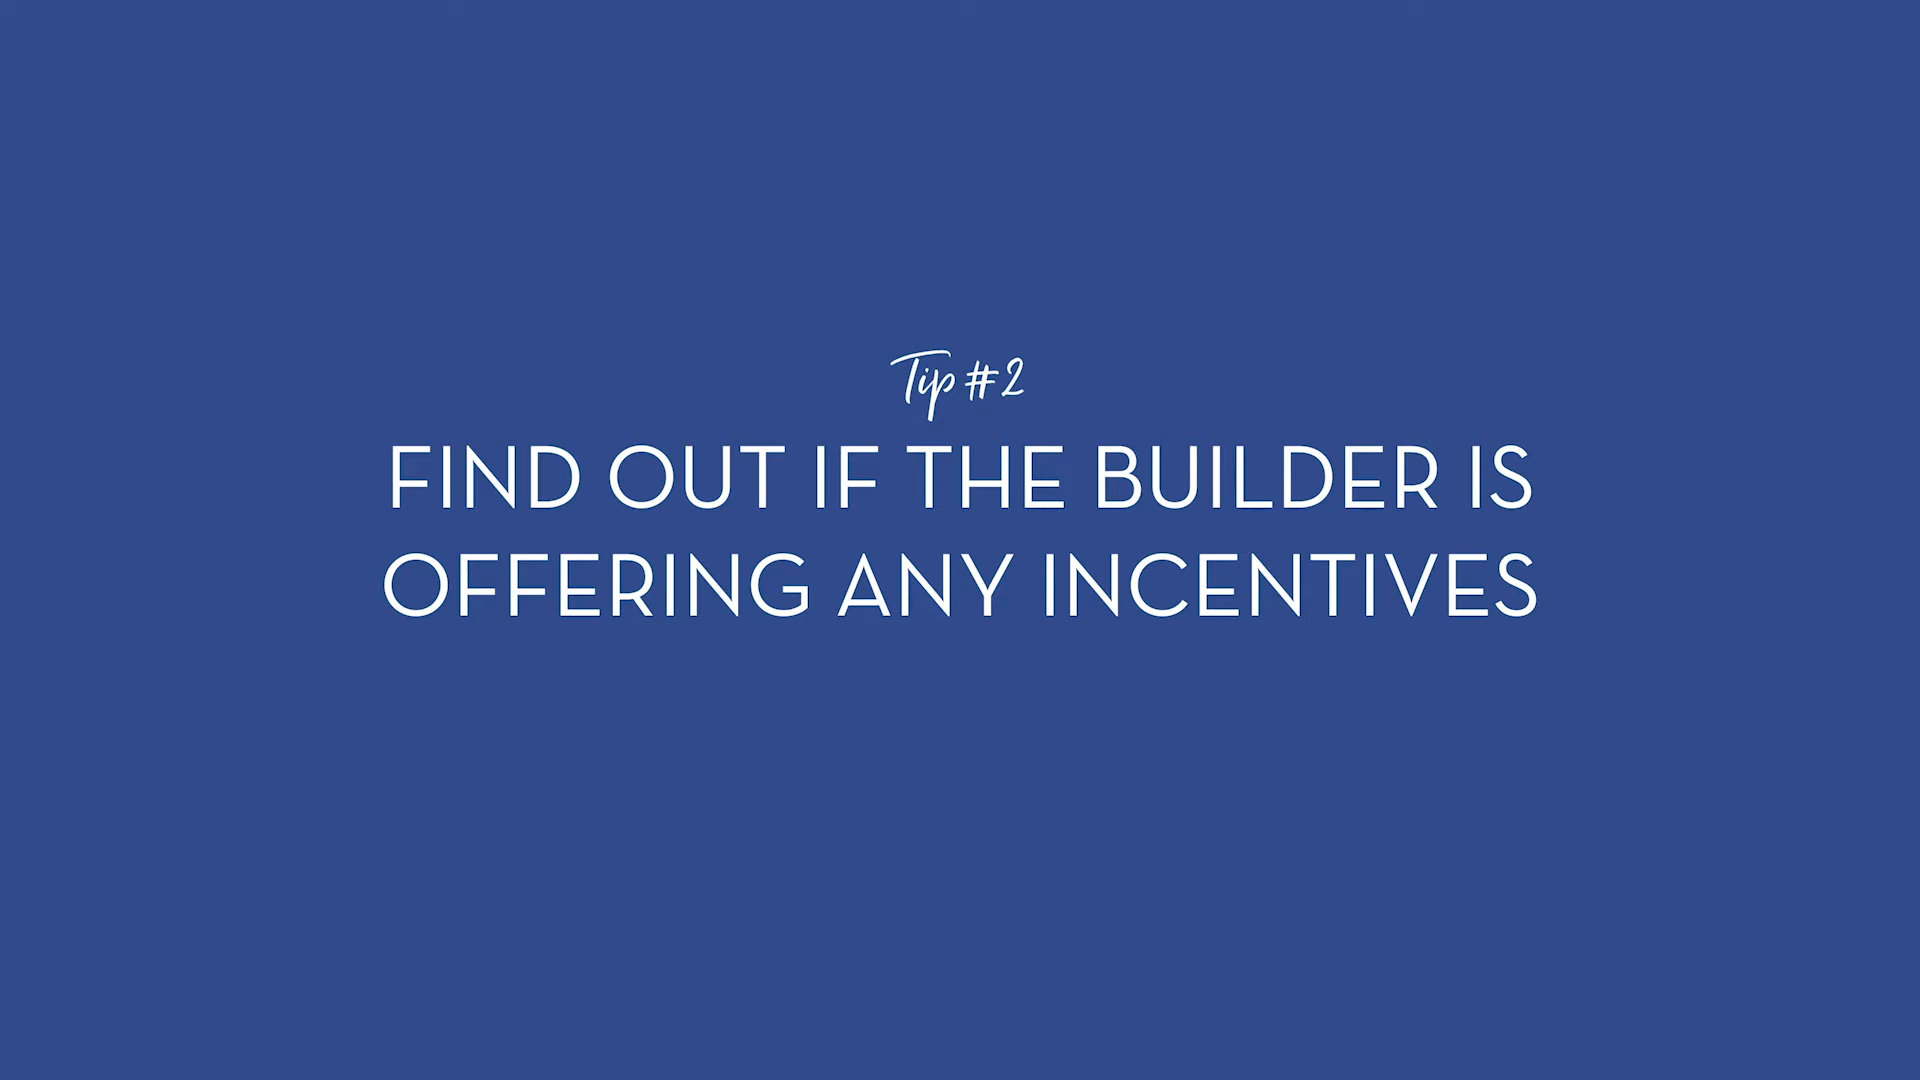 Tip #2
FIND OUT IF THE BUILDER IS
OFFERING ANY INCENTIVES